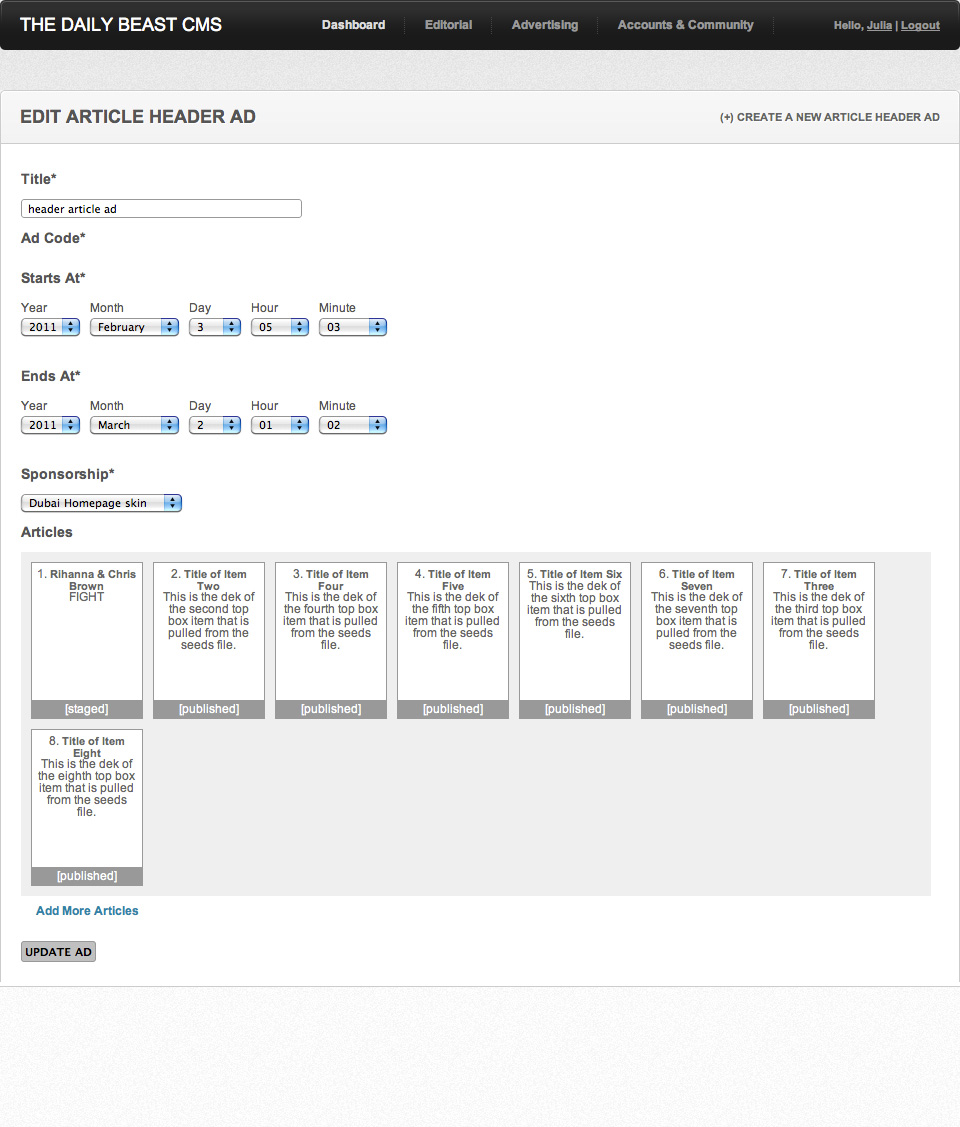 THE DAILY BEAST CMS
Dashboard
Editorial
Advertising
Accounts & Community
Hello, Julia | Logout
EDIT ARTICLE HEADER AD
(+) CREATE A NEW ARTICLE HEADER AD
Title*
header article ad
Ad Code*
Starts At*
Year Month Day Hour Minute
2011 February 3 05 03
Ends At*
Year Month Day Hour Minute
2011 March 2 01 02
Sponsorship*
Dubai Homepage skin
Articles
1. Rihanna & Chris
Brown
FIGHT
[staged]
2. Title of Item
Two
This is the dek of
the second top
box item that is
pulled from the
seeds file.
[published]
3. Title of Item
Four
This is the dek of
the fourth top box
item that is pulled
from the seeds
file.
[published]
4. Title of Item
Five
This is the dek of
the fifth top box
item that is pulled
from the seeds
file.
[published]
5. Title of Item Six
This is the dek of
the sixth top box
item that is pulled
from the seeds
file.
[published]
6. Title of Item
Seven
This is the dek of
the seventh top
box item that is
pulled from the
seeds file.
[published]
7. Title of Item
Three
This is the dek of
the third top box
item that is pulled
from the seeds
file.
[published]
8. Title of Item
Eight
This is the dek of
the eighth top box
item that is pulled
from the seeds
file.
[published]
Add More Articles
UPDATE AD